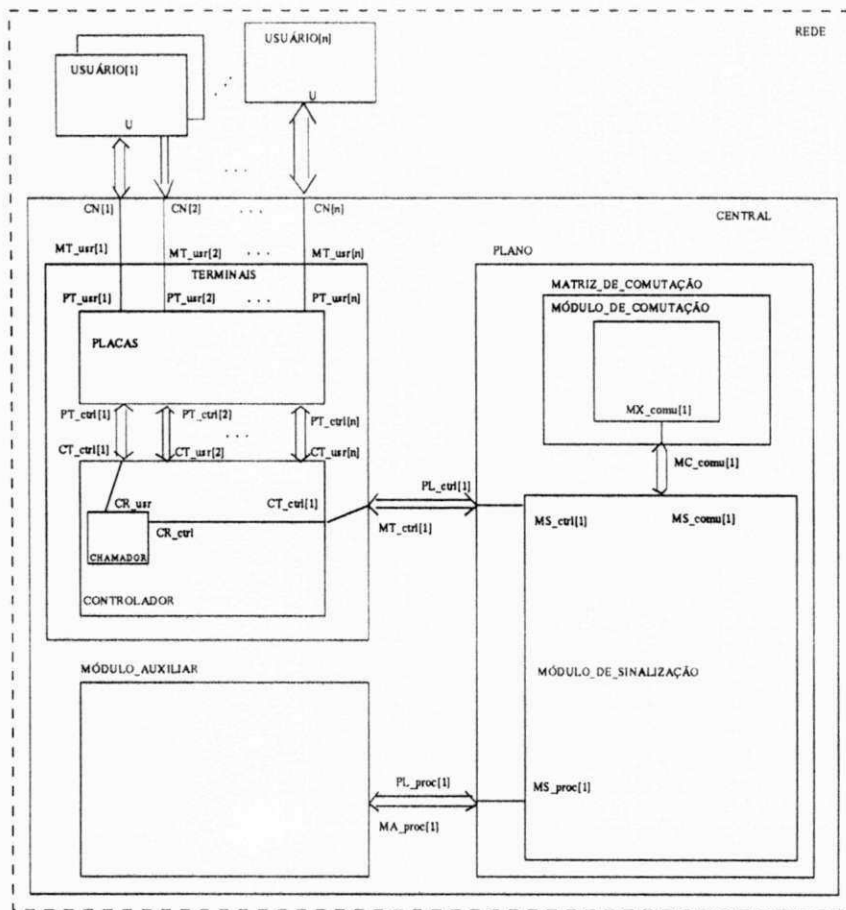 REDE
USUÁRIO[1]
U
USUÁRIO[n]
U
. . .
. . .
CN[1]
CN[2]
. . .
CN[n]
CENTRAL
MT_usr[1]
MT_usr[2]
. . .
MT_usr[n]
TERMINAIS
PT_usr[1]
PT_usr[2]
. . .
PT_usr[n]
PLACAS
PT_ctrl[1]
PT_ctrl[2]
PT_ctrl[n]
. . .
CT_ctrl[1]
CT_usr[2]
CT_usr[n]
CR_usr
CT_ctrl[1]
CR_ctrl
CHAMADOR
CONTROLADOR
PL_ctrl[1]
MT_ctrl[1]
PLANO
MATRIZ_DE_COMUTAÇÃO
MÓDULO_DE_COMUTAÇÃO
MX_comu[1]
MC_comu[1]
MS_ctrl[1]
MS_comu[1]
MÓDULO_DE_SINALIZAÇÃO
MÓDULO_AUXILIAR
PL_proc[1]
MA_proc[1]
MS_proc[1]